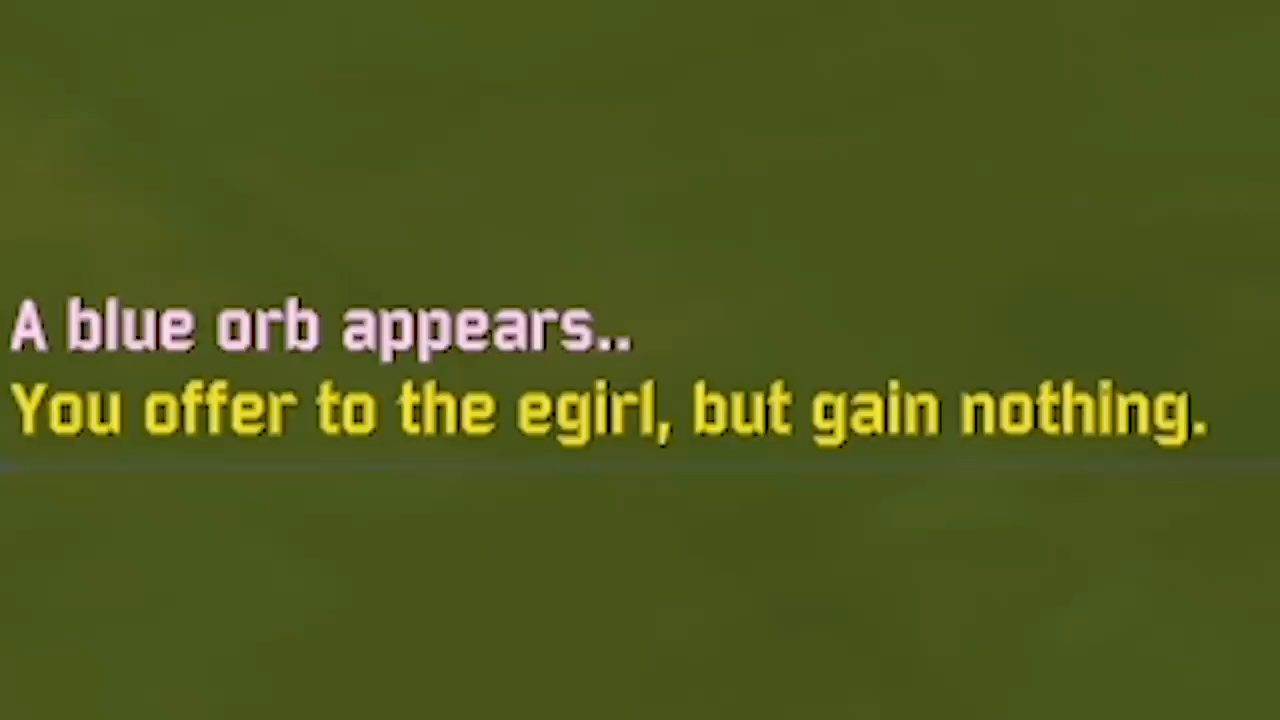 A blue orb appears..
You offer to the egirl, but gain nothing.